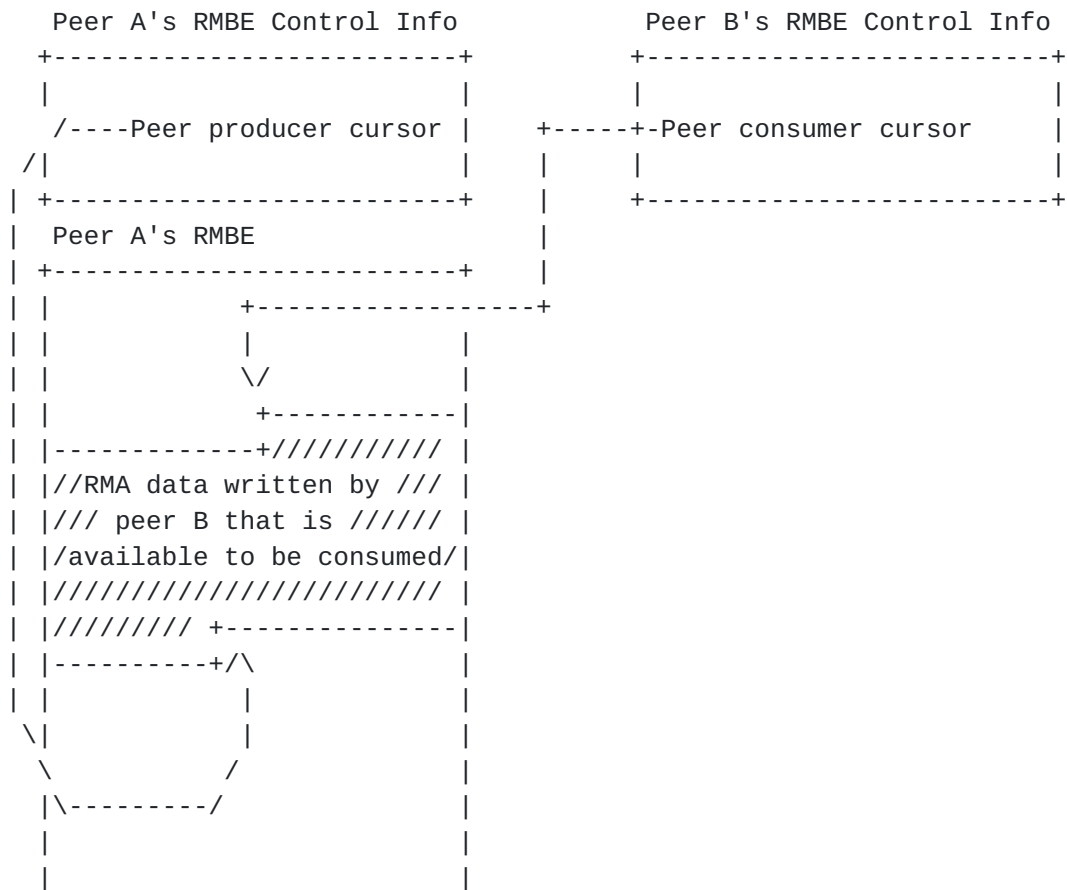 Peer A's RMBE Control Info Peer B's RMBE Control Info
Peer producer cursor Peer consumer cursor
Peer A's RMBE
RMA data written by
peer B that is
available to be consumed